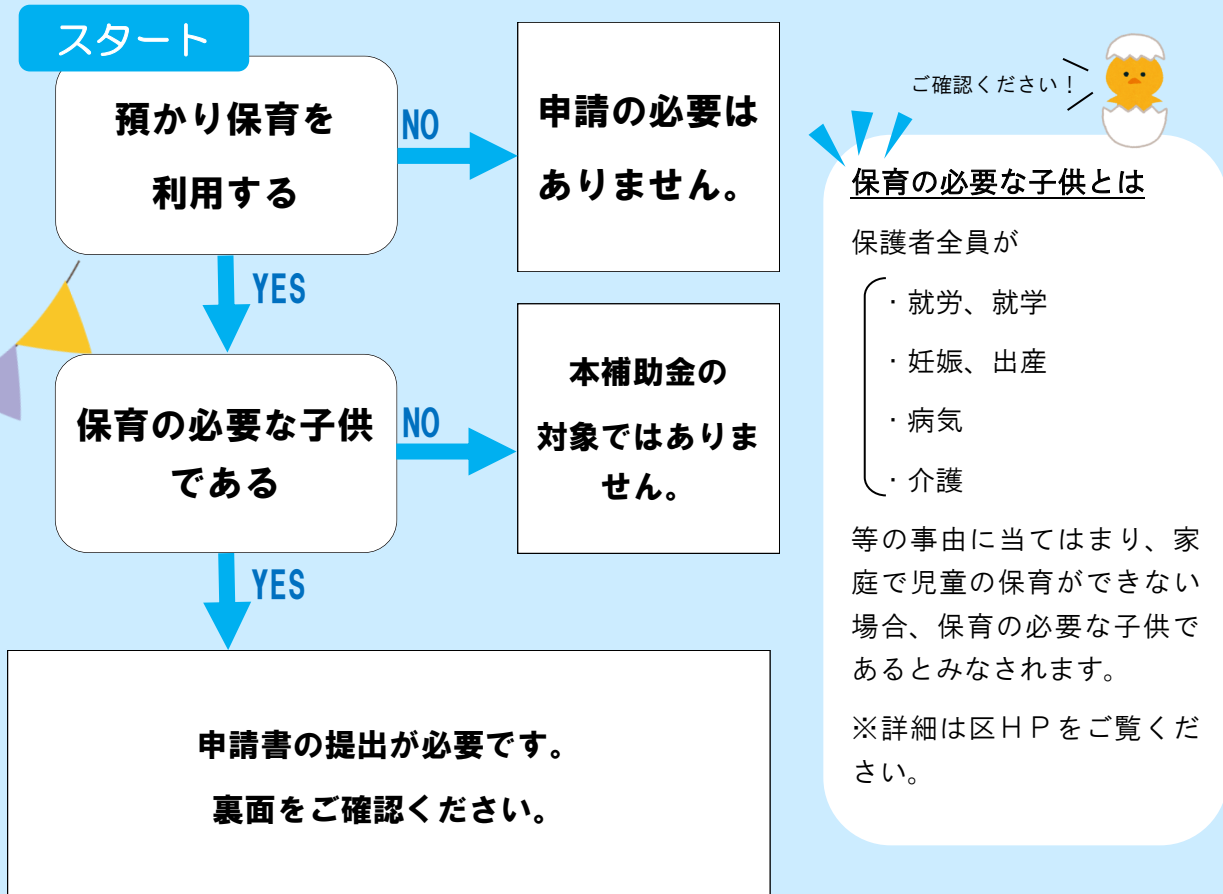 スタート
預かり保育を
利用する
NO
申請の必要は
ありません。
YES
保育の必要な子供
である
NO
本補助金の
対象ではありま
せん。
YES
申請書の提出が必要です。
裏面をご確認ください。
ご確認ください！
保育の必要な子供とは
保護者全員が
・就労、就学
・妊娠、出産
・病気
・介護
等の事由に当てはまり、家
庭で児童の保育ができない
場合、保育の必要な子供で
あるとみなされます。
※詳細は区ＨＰをご覧くだ
さい。